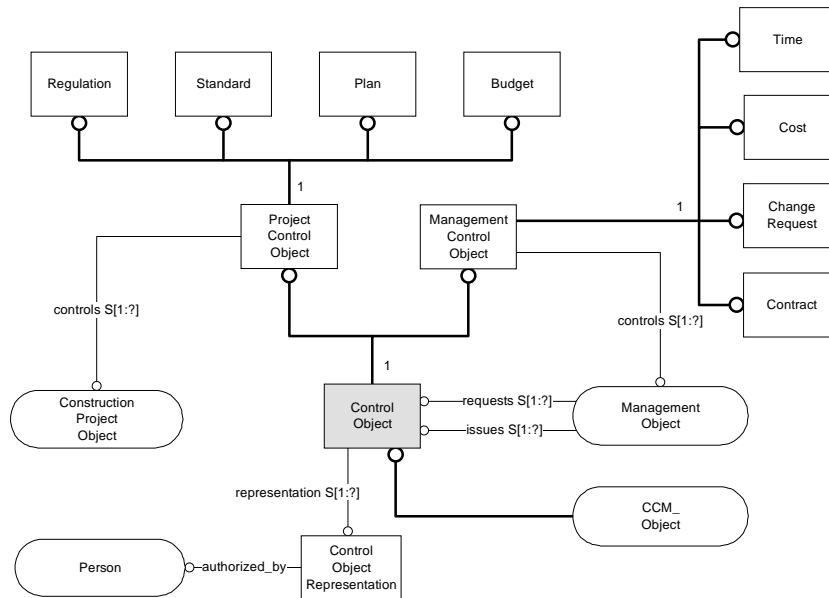 Time
Regulation
Standard
Plan
Budget
Cost
1
Project
Control
Object
Management
Control
Object
1
Change
Request
controls S[1:?]
controls S[1:?]
Contract
1
Construction
Project
Object
Control
Object
requests S[1:?]
issues S[1:?]
Management
Object
representation S[1:?]
CCM_
Object
Person
authorized_by
Control
Object
Representation